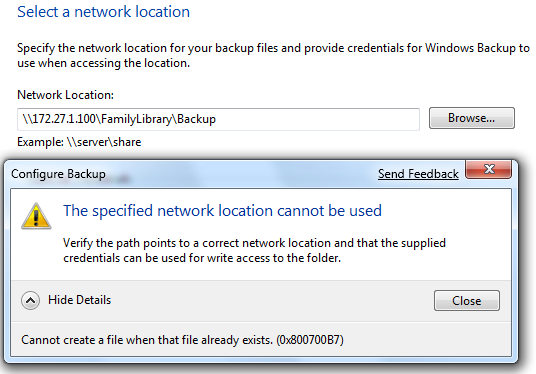 Select a network location
Specify the network location for your backup files and provide credentials for Windows Backup to
use when accessing the location.
Network Location:
\\172.27.1.100\FamilyLibrary\Backup
Browse...
Example: \\server\share
Configure Backup
Send Feedback
The specified network location cannot be used
Verify the path points to a correct network location and that the supplied
credentials can be used for write access to the folder.
Hide Details
Close
Cannot create a file when that file already exists. (0x800700B7)